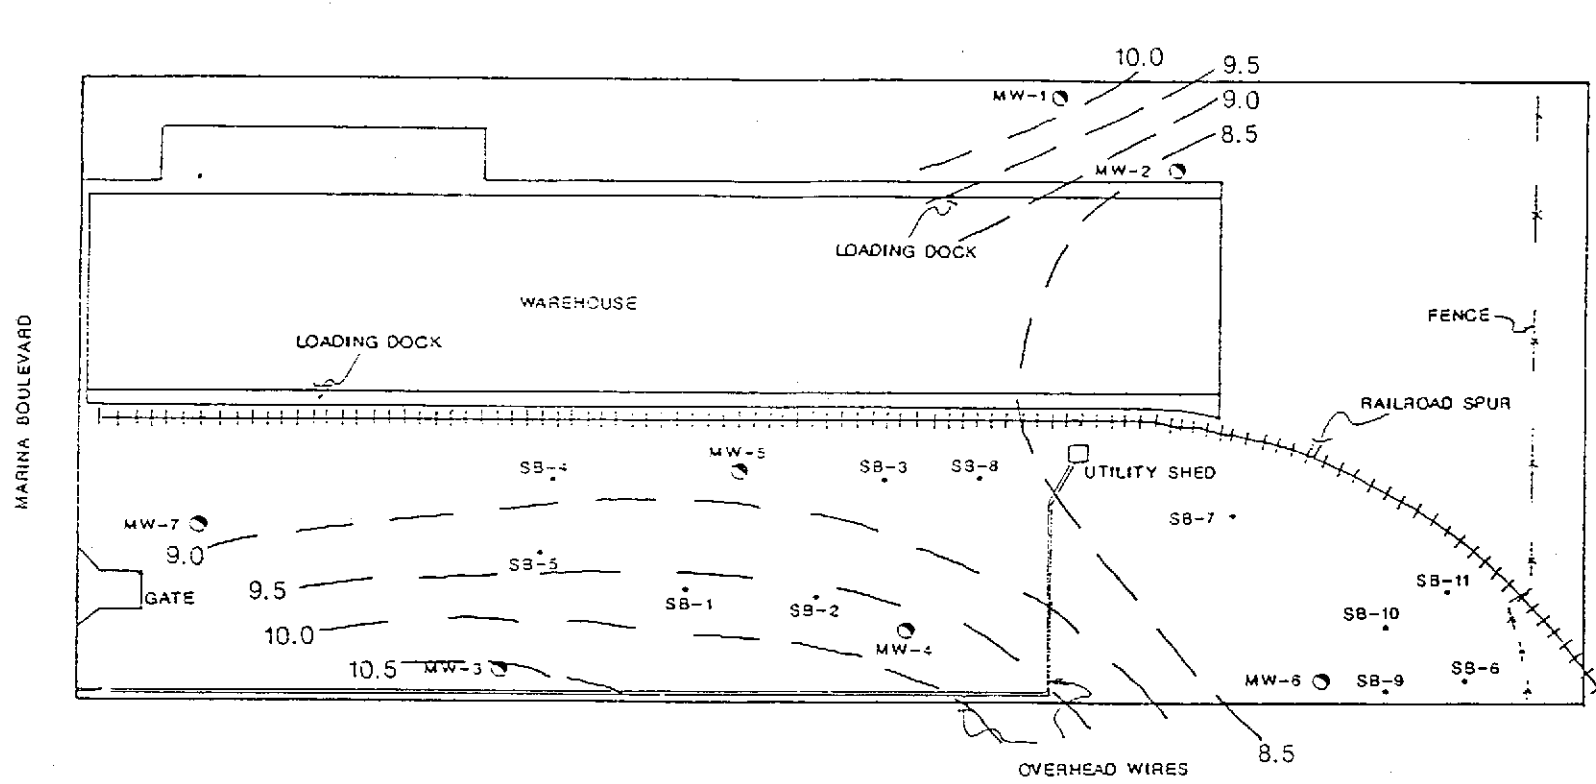 10.0
9.5
MW-1
9.0
8.5
MW-2
LOADING DOCK
WAREHOUSE
FENCE
LOADING DOCK
MARINA BOULEVARD
RAILROAD SPUR
MW-5
SB-4
SB-3
SB-8
UTILITY SHED
MW-7
SB-7
9.0
SB-5
SB-11
9.5
GATE
SB-1
SB-2
SB-10
10.0
MW-4
10.5
MW-3
SB-6
MW-6
SB-9
8.5
OVERHEAD WIRES